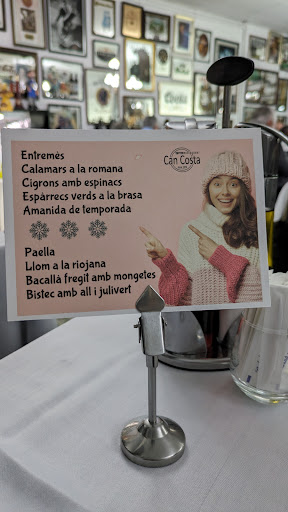 Entremès
Calamars a la romana
Cigrons amb espinacs
Espàrrecs verds a la brasa
Amanida de temporada
Can Costa
Paella
Llom a la riojana
Bacallà fregit amb mongetes
Bistec amb all i julivert